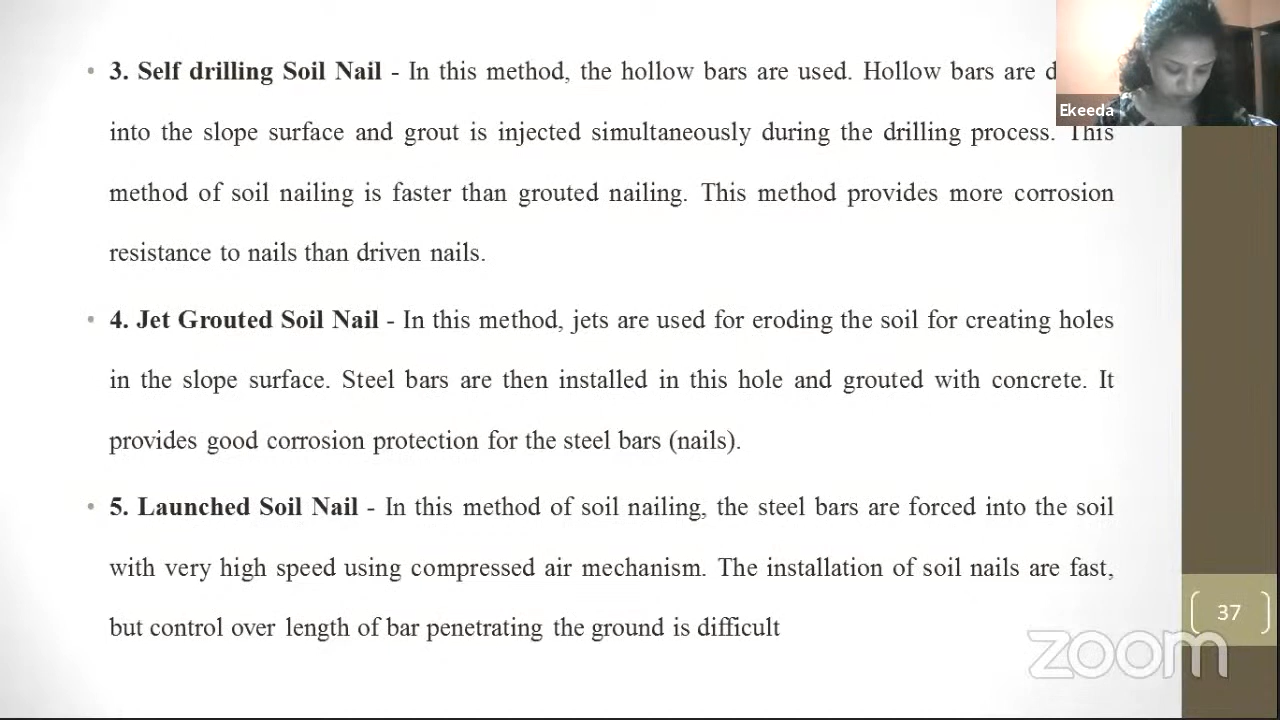 • 3. Self drilling Soil Nail - In this method, the hollow bars are used. Hollow bars are
into the slope surface and grout is injected simultaneously during the drilling process. This
method of soil nailing is faster than grouted nailing. This method provides more corrosion
resistance to nails than driven nails.
• 4. Jet Grouted Soil Nail - In this method, jets are used for eroding the soil for creating holes
in the slope surface. Steel bars are then installed in this hole and grouted with concrete. It
provides good corrosion protection for the steel bars (nails).
• 5. Launched Soil Nail - In this method of soil nailing, the steel bars are forced into the soil
with very high speed using compressed air mechanism. The installation of soil nails are fast,
but control over length of bar penetrating the ground is difficult
Ekeeda
37
zoom